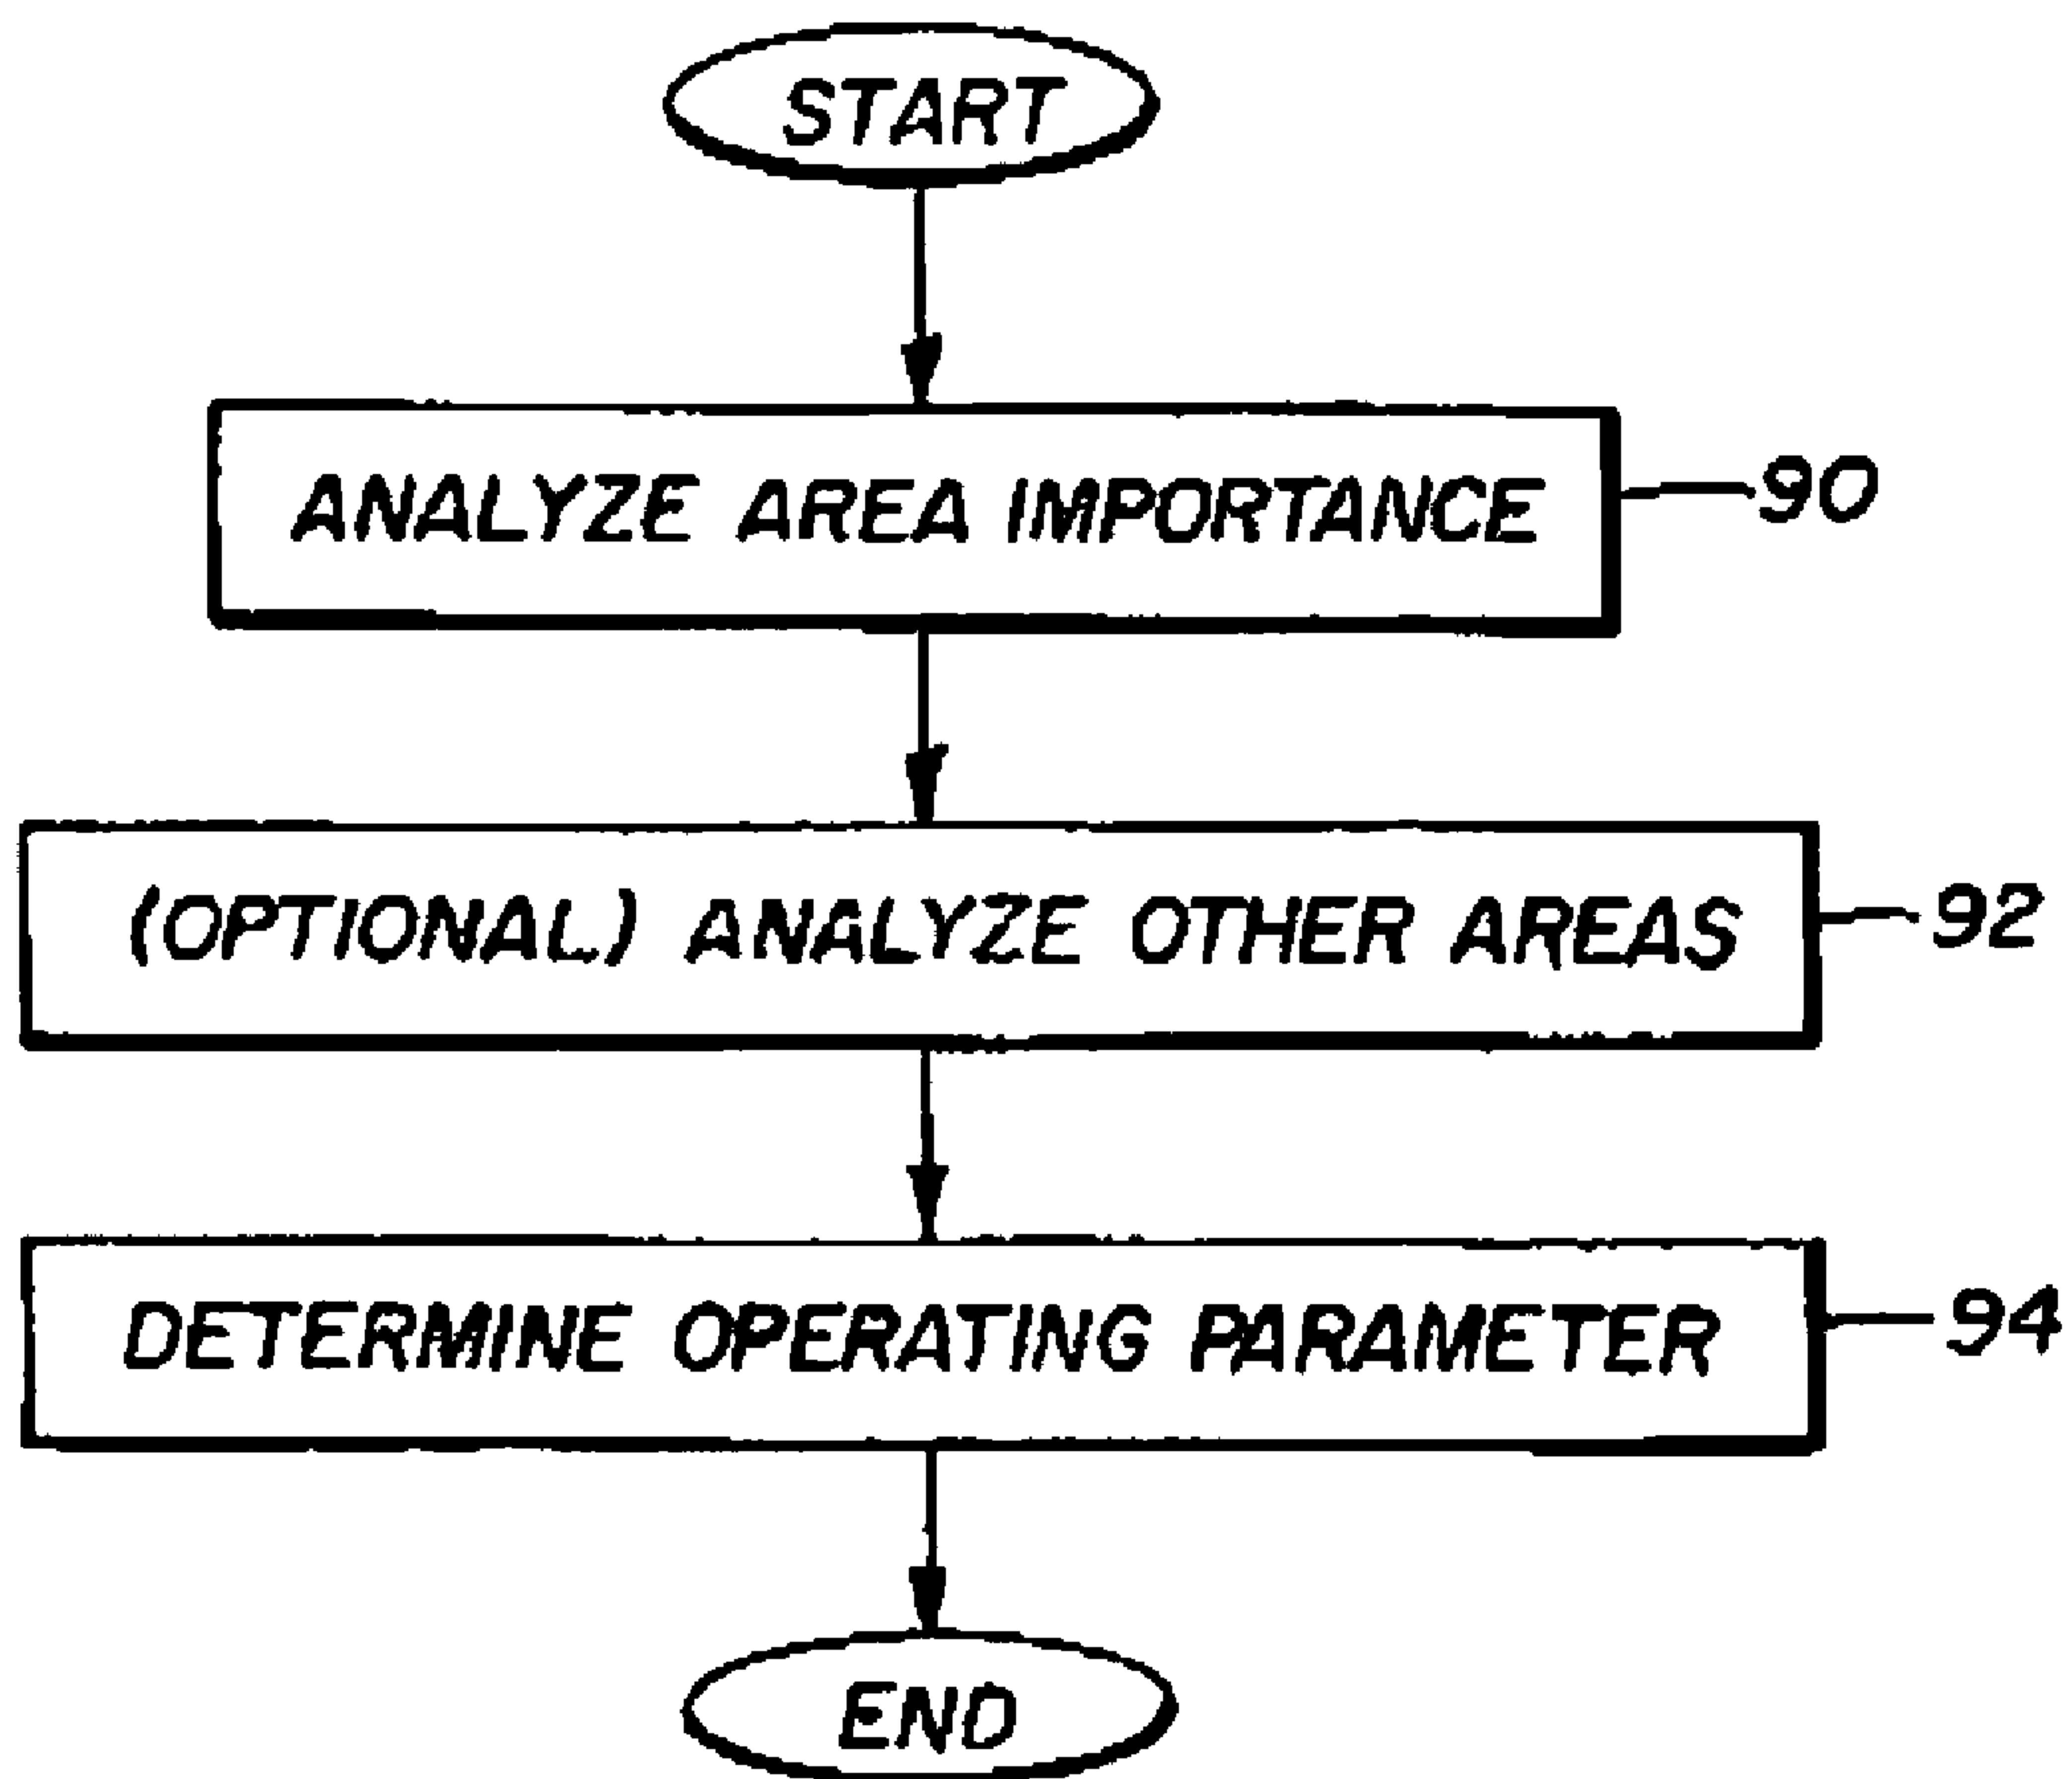 START
ANALYZE AREA IMPORTANCE
90
(OPTIONAL) ANALYZE OTHER AREAS
92
DETERMINE OPERATING PARAMETER
94
END